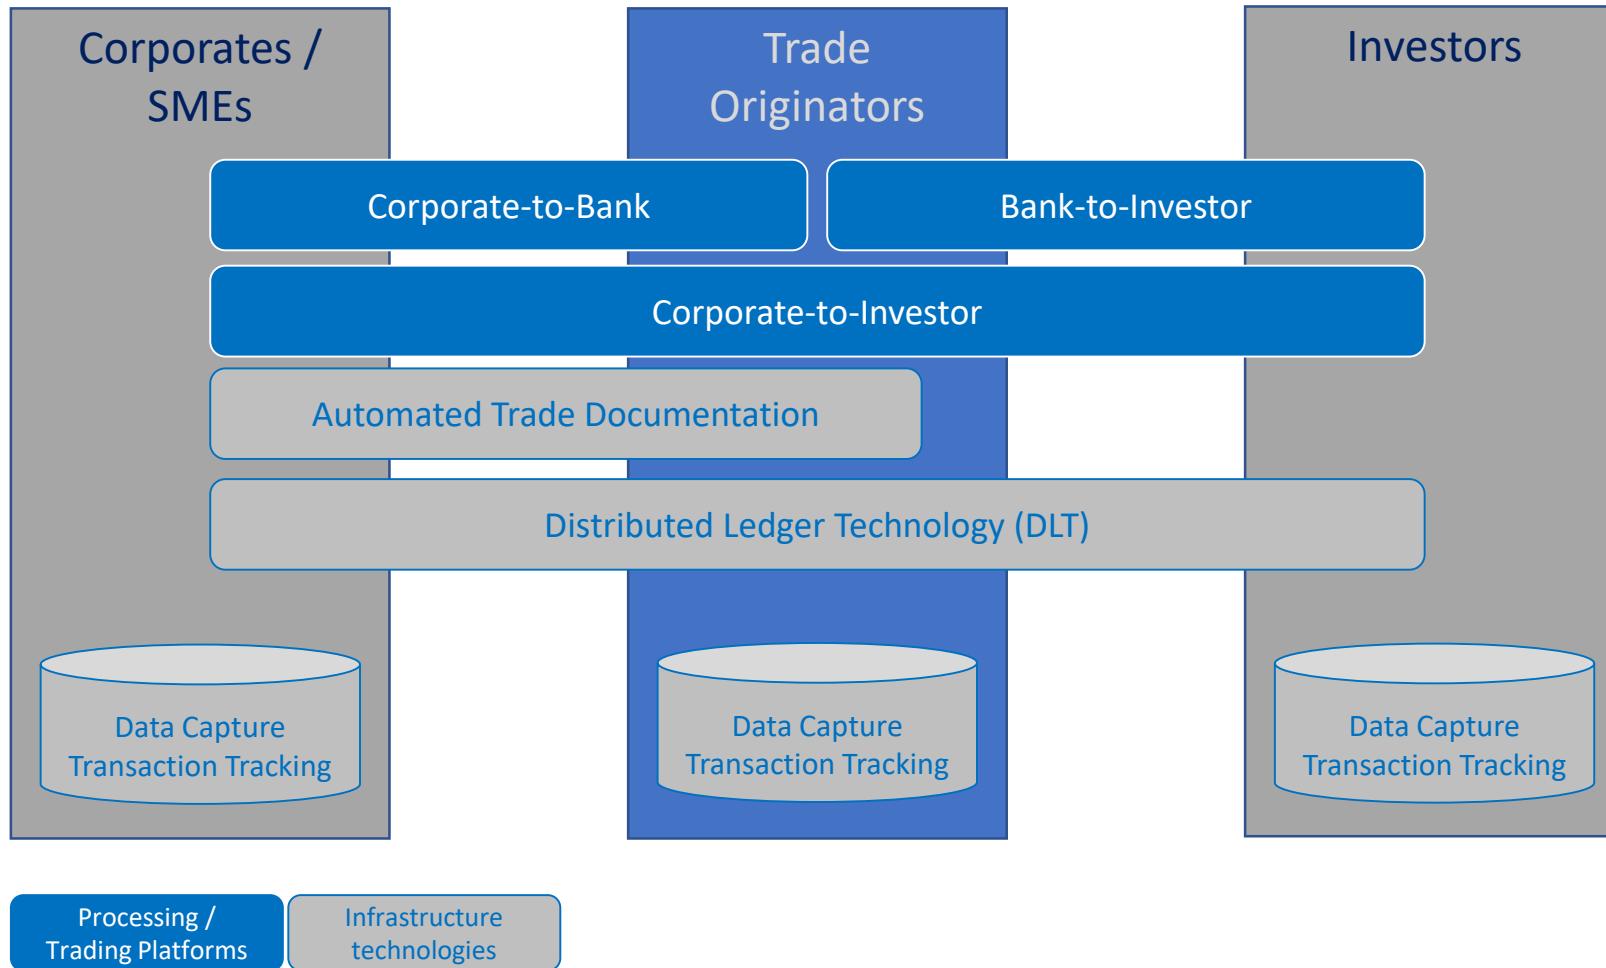 Corporates /
SMEs
Trade
Originators
Investors
Corporate-to-Bank
Bank-to-Investor
Corporate-to-Investor
Automated Trade Documentation
Distributed Ledger Technology (DLT)
Data Capture
Transaction Tracking
Data Capture
Transaction Tracking
Data Capture
Transaction Tracking
Processing /
Trading Platforms
Infrastructure
technologies